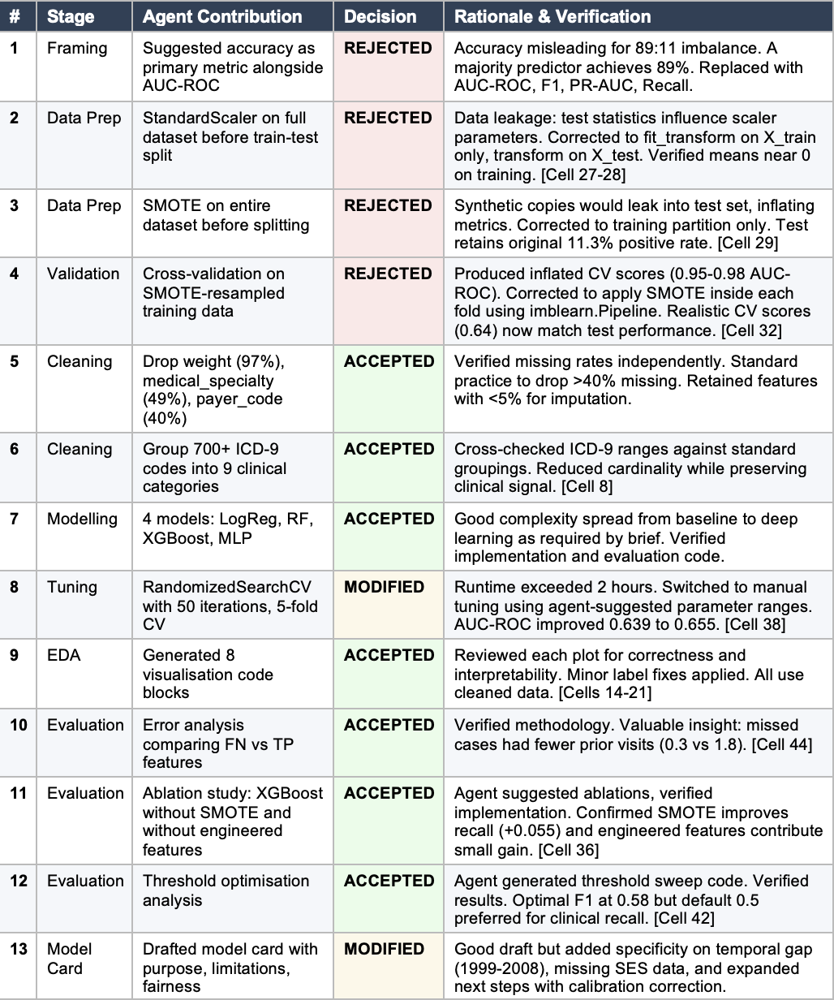 # Stage Agent Contribution Decision Rationale & Verification
1 Framing Suggested accuracy as REJECTED Accuracy misleading for 89:11 imbalance. A
primary metric alongside majority predictor achieves 89%. Replaced with
AUC-ROC AUC-ROC, F1, PR-AUC, Recall.
2 Data Prep StandardScaler on full REJECTED Data leakage: test statistics influence scaler
dataset before train-test parameters. Corrected to fit_transform on X_train
split only, transform on X_test. Verified means near 0
on training. [Cell 27-28]
3 Data Prep SMOTE on entire REJECTED Synthetic copies would leak into test set, inflating
dataset before splitting metrics. Corrected to training partition only. Test
retains original 11.3% positive rate. [Cell 29]
4 Validation Cross-validation on REJECTED Produced inflated CV scores (0.95-0.98 AUC-
SMOTE-resampled ROC). Corrected to apply SMOTE inside each
training data fold using imblearn.Pipeline. Realistic CV scores
(0.64) now match test performance. [Cell 32]
5 Cleaning Drop weight (97%), ACCEPTED Verified missing rates independently. Standard
medical_specialty practice to drop >40% missing. Retained features
(49%), payer_code with <5% for imputation.
(40%)
6 Cleaning Group 700+ ICD-9 ACCEPTED Cross-checked ICD-9 ranges against standard
codes into 9 clinical groupings. Reduced cardinality while preserving
categories clinical signal. [Cell 8]
7 Modelling 4 models: LogReg, RF, ACCEPTED Good complexity spread from baseline to deep
XGBoost, MLP learning as required by brief. Verified
implementation and evaluation code.
8 Tuning RandomizedSearchCV MODIFIED Runtime exceeded 2 hours. Switched to manual
with 50 iterations, 5-fold tuning using agent-suggested parameter ranges.
CV AUC-ROC improved 0.639 to 0.655. [Cell 38]
9 EDA Generated 8 ACCEPTED Reviewed each plot for correctness and
visualisation code interpretability. Minor label fixes applied. All use
blocks cleaned data. [Cells 14-21]
10 Evaluation Error analysis ACCEPTED Verified methodology. Valuable insight: missed
comparing FN vs TP cases had fewer prior visits (0.3 vs 1.8). [Cell 44]
features
11 Evaluation Ablation study: XGBoost ACCEPTED Agent suggested ablations, verified
without SMOTE and implementation. Confirmed SMOTE improves
without engineered recall (+0.055) and engineered features contribute
features small gain. [Cell 36]
12 Evaluation Threshold optimisation ACCEPTED Agent generated threshold sweep code. Verified
analysis results. Optimal F1 at 0.58 but default 0.5
preferred for clinical recall. [Cell 42]
13 Model Drafted model card with MODIFIED Good draft but added specificity on temporal gap
Card purpose, limitations, (1999-2008), missing SES data, and expanded
fairness next steps with calibration correction.